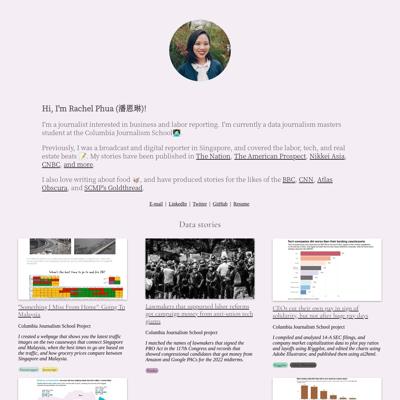 Hi, I'm Rachel Phua (潘恩琳)!
I'm a journalist interested in business and labor reporting. I'm currently a data journalism masters
student at the Columbia Journalism School
Previously, I was a broadcast and digital reporter in Singapore, and covered the labor, tech, and real
estate beats. My stories have been published in The Nation, The American Prospect, Nikkei Asia,
CNBC, and more.
I also love writing about food, and have produced stories for the likes of the BBC, CNN, Atlas
Obscura, and SCMP's Goldthread.
E-mail | LinkedIn | Twitter | GitHub | Resume
Data stories
"Something I Miss From Home": Going To
Malaysia
Columbia Journalism School Project
I created a webpage that shows you the latest traffic
images on the two causeways that connect Singapore
and Malaysia, when the best times to go are based on
the traffic, and how grocery prices compare between
Singapore and Malaysia.
Lawmakers that supported labor reforms
got campaign money from anti-union tech
giants
Columbia Journalism School project
I matched the names of lawmakers that signed the
PRO Act in the 117th Congress and records that
showed congressional candidates that got money from
Amazon and Google PACs for the 2022 midterms.
CEOs cut their own pay in sign of
solidarity, but not after huge pay days
Columbia Journalism School project
I compiled and analyzed 14-A SEC filings, and
company market capitalization data to plot pay ratios
and layoffs using R/ggplot, and edited the charts using
Adobe Illustrator, and published them using ai2html.